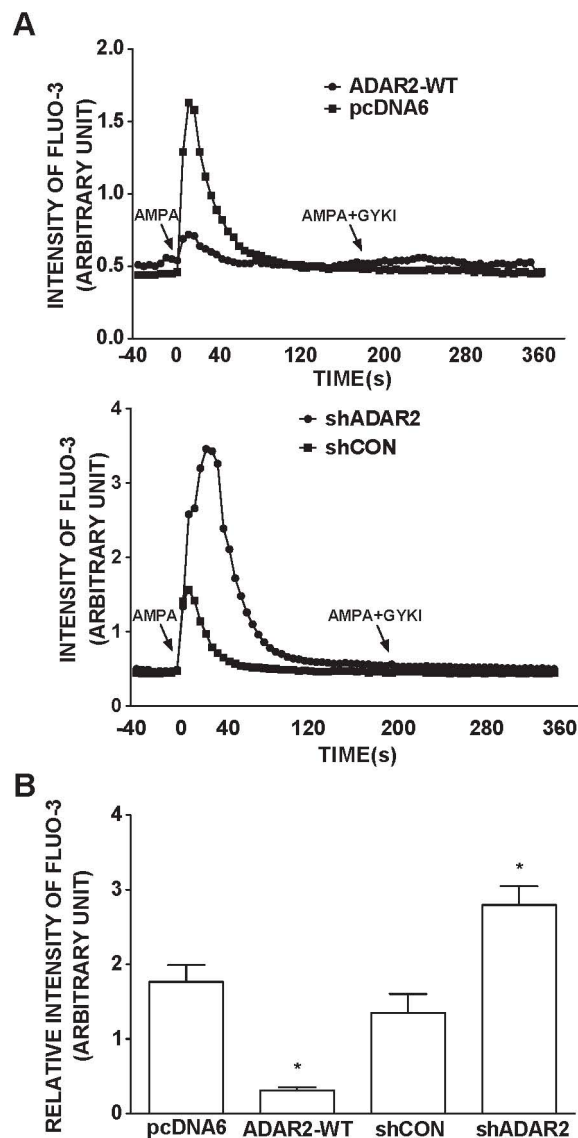 A
INTENSITY OF FLUO-3
(ARBITRARY UNIT)
2.0
1.5
1.0
0.5
0.0
ADAR2-WT
pcDNA6
AMPA
AMPA+GYKI
-40 0 40 120 200 280 360
TIME(s)
INTENSITY OF FLUO-3
(ARBITRARY UNIT)
4
3
2
1
0
shADAR2
shCON
AMPA
AMPA+GYKI
-40 0 40 120 200 280 360
TIME(s)
B
RELATIVE INTENSITY OF FLUO-3
(ARBITRARY UNIT)
4
3
2
1
0
*
*
pcDNA6 ADAR2-WT shCON shADAR2